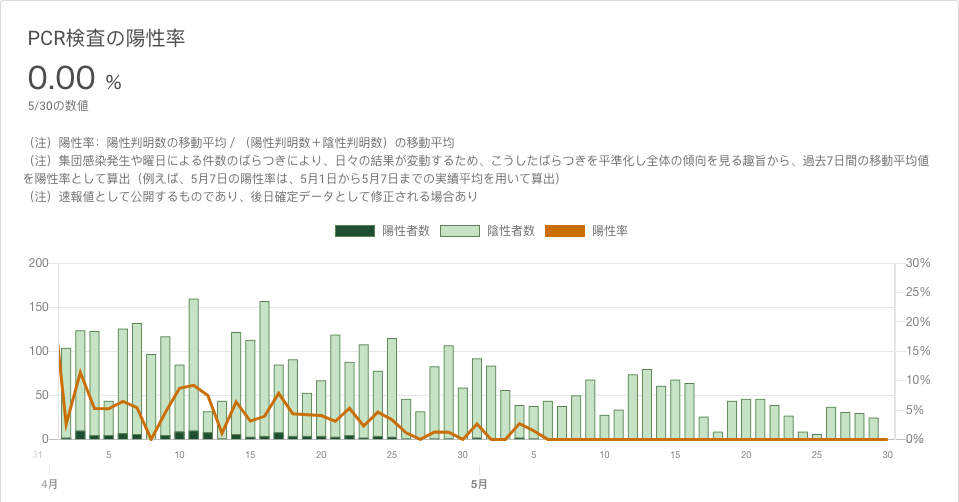 PCR検査の陽性率
0.00 %
5/30の数値
（注）陽性率：陽性判明数の移動平均 / （陽性判明数＋陰性判明数）の移動平均
（注）集団感染発生や曜日による件数のばらつきにより、日々の結果が変動するため、こうしたばらつきを平準化し全体の傾向を見る趣旨から、過去7日間の移動平均値
を陽性率として算出（例えば、5月7日の陽性率は、5月1日から5月7日までの実績平均を用いて算出）
（注）速報値として公開するものであり、後日確定データとして修正される場合あり
陽性者数 陰性者数 陽性率
200 30%
25%
150 20%
100 15%
10%
50 5%
0 0%
31 5 10 15 20 25 30 5 10 15 20 25 30
4月 5月